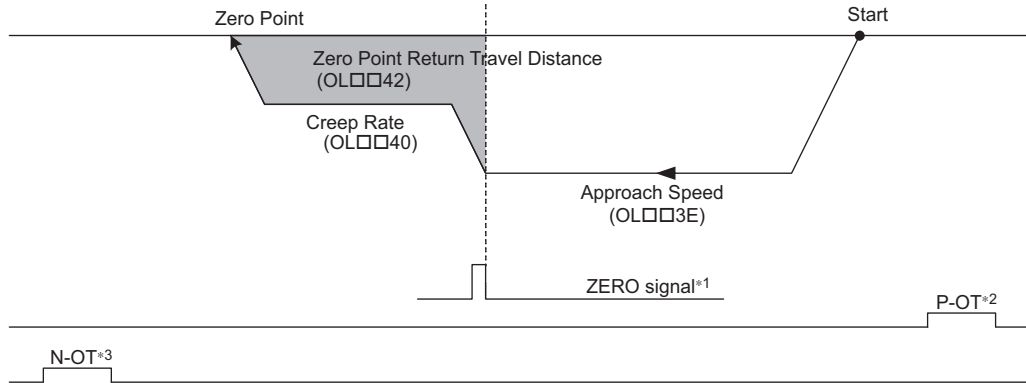 Zero Point
Start
Zero Point Return Travel Distance
(OL□□42)
Creep Rate
(OL□□40)
Approach Speed
(OL□□3E)
ZERO signal*1
P-OT*2
N-OT*3